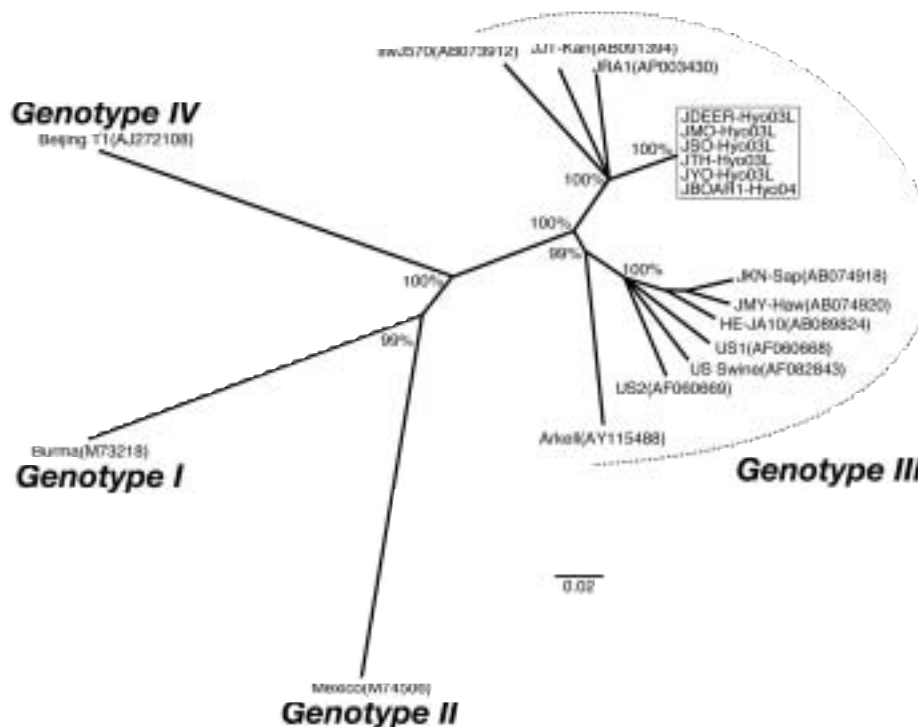 swJ570(AB073912)
JJT-Kan(AB091394)
JRA1(AP003430)
Genotype IV
Beijing T1(AJ272108)
JDEER-Hyo03L
JMO-Hyo03L
JSO-Hyo03L
JTH-Hyo03L
JYO-Hyo03L
JBOAR1-Hyo04
100%
100%
100%
99%
100%
100%
99%
JKN-Sap(AB074918)
JMY-Haw(AB074920)
HE-JA10(AB089824)
US1(AF060668)
US Swine(AF082843)
US2(AF060669)
Arkell(AY115488)
Burma(M73218)
Genotype I
Genotype III
0.02
Mexico(M74506)
Genotype II